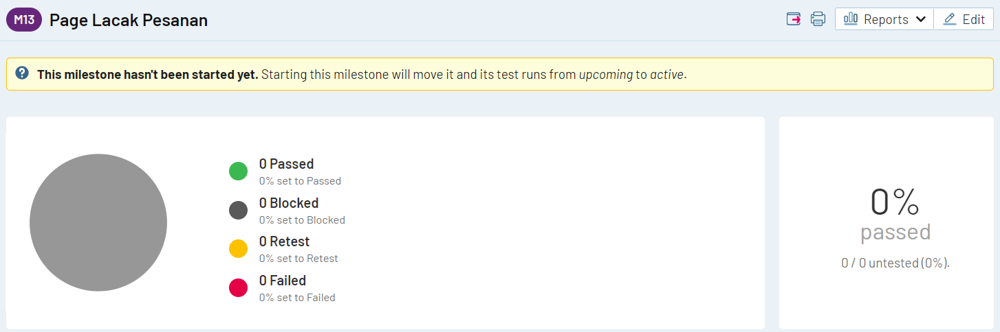 M13 Page Lacak Pesanan
Reports Edit
This milestone hasn't been started yet. Starting this milestone will move it and its test runs from upcoming to active.
0 Passed
0% set to Passed
0 Blocked
0% set to Blocked
0 Retest
0% set to Retest
0 Failed
0% set to Failed
0%
passed
0 / 0 untested (0%).